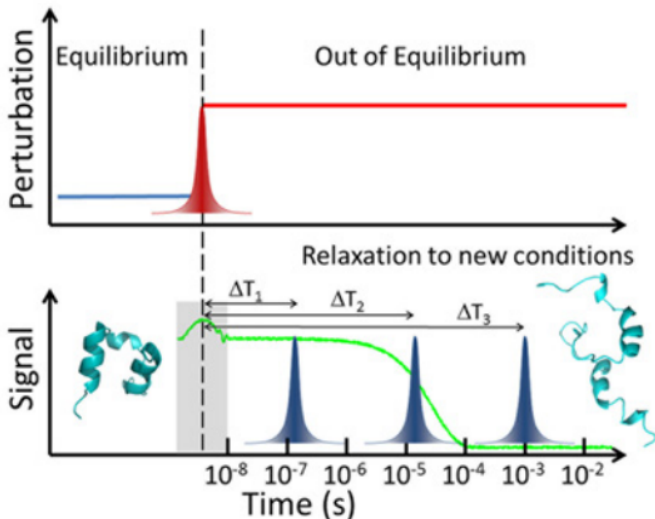 Equilibrium
Out of Equilibrium
Perturbation
Relaxation to new conditions
ΔT₁
ΔT₂
ΔT₃
Signal
10⁻⁸ 10⁻⁷ 10⁻⁶ 10⁻⁵ 10⁻⁴ 10⁻³ 10⁻²
Time (s)